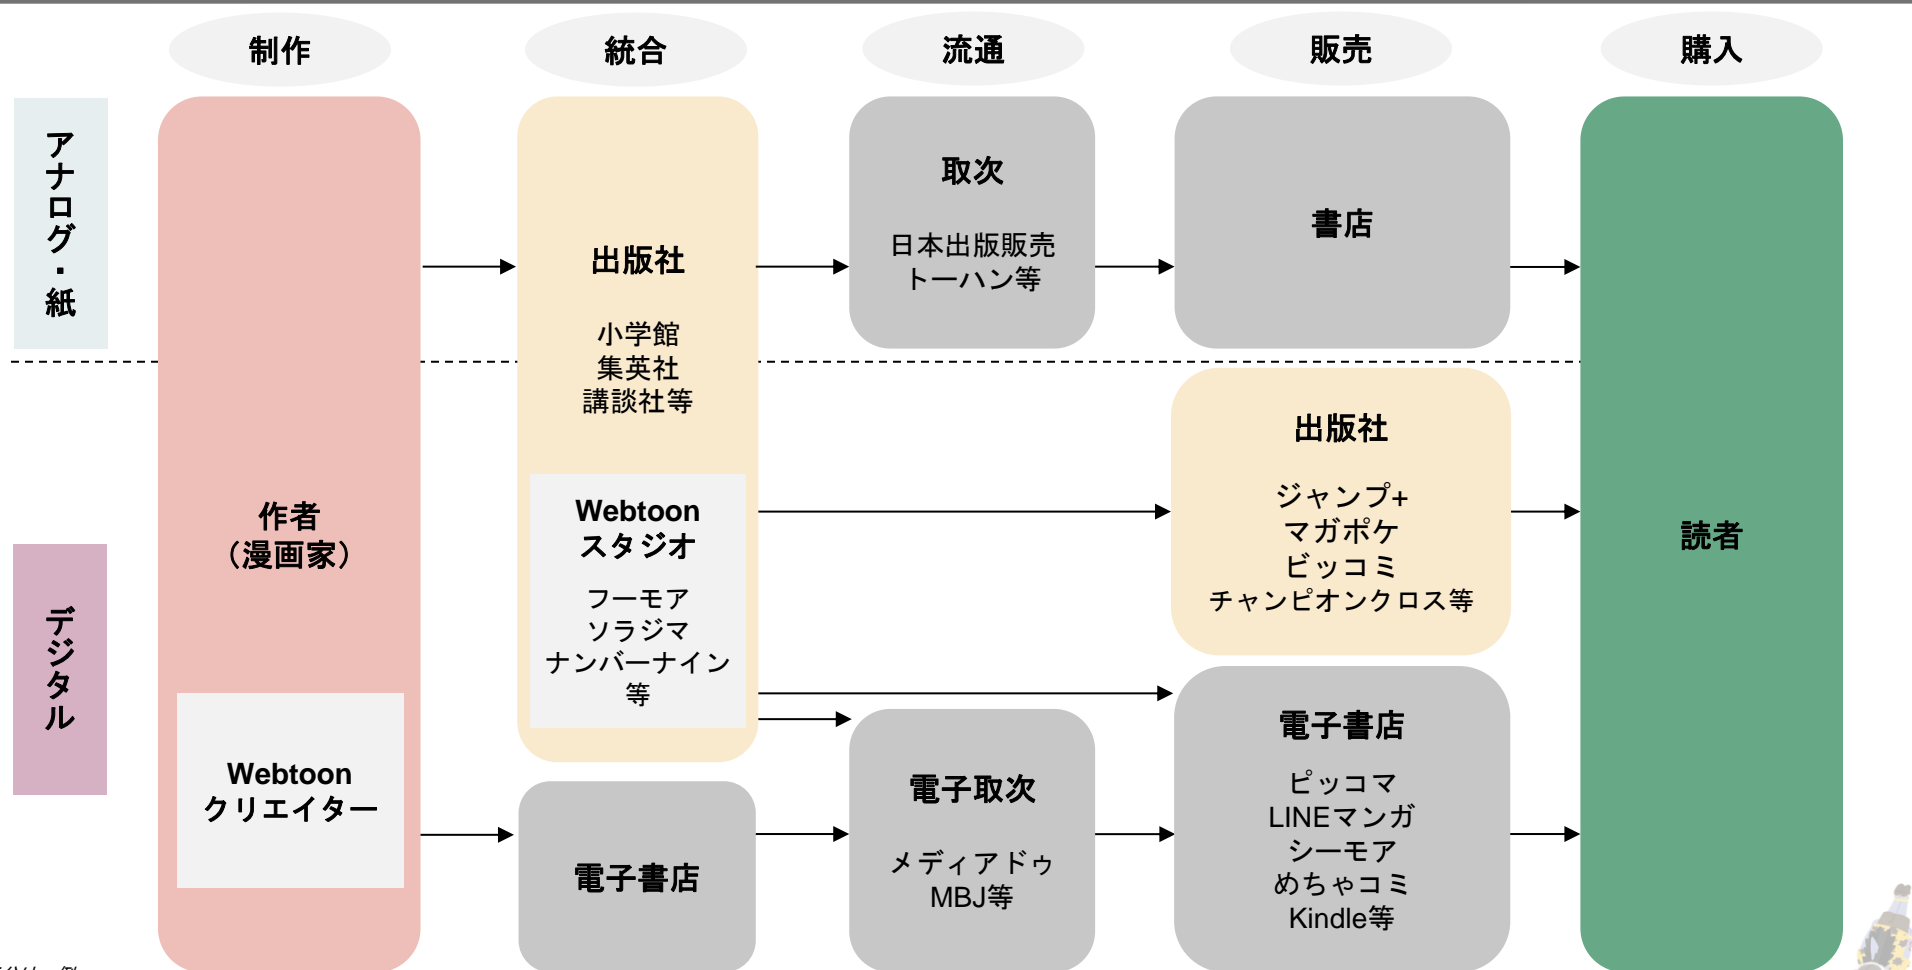 制作
統合
流通
販売
購入
アナログ・紙
デジタル
作者
（漫画家）
Webtoon
クリエイター
出版社
小学館
集英社
講談社等
Webtoon
スタジオ
フーモア
ソラジマ
ナンバーナイン
等
電子書店
取次
日本出版販売
トーハン等
電子取次
メディアドゥ
MBJ等
書店
出版社
ジャンプ+
マガポケ
ビッコミ
チャンピオンクロス等
電子書店
ピッコマ
LINEマンガ
シーモア
めちゃコミ
Kindle等
読者